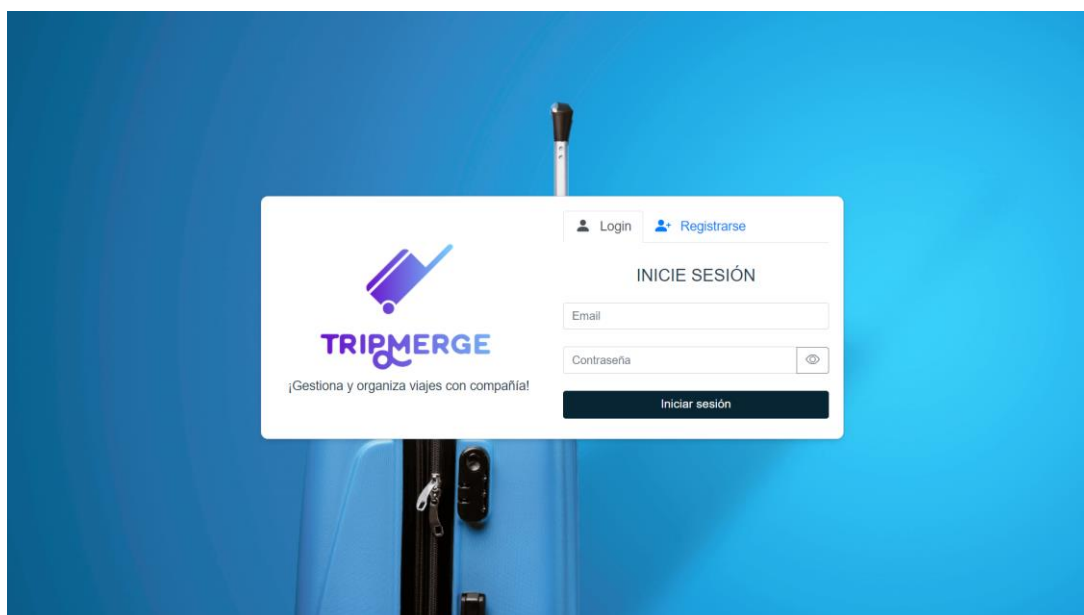 Login
Registrarse
INICIE SESIÓN
Email
Contraseña
Iniciar sesión
TRIPMERGE
¡Gestiona y organiza viajes con compañía!